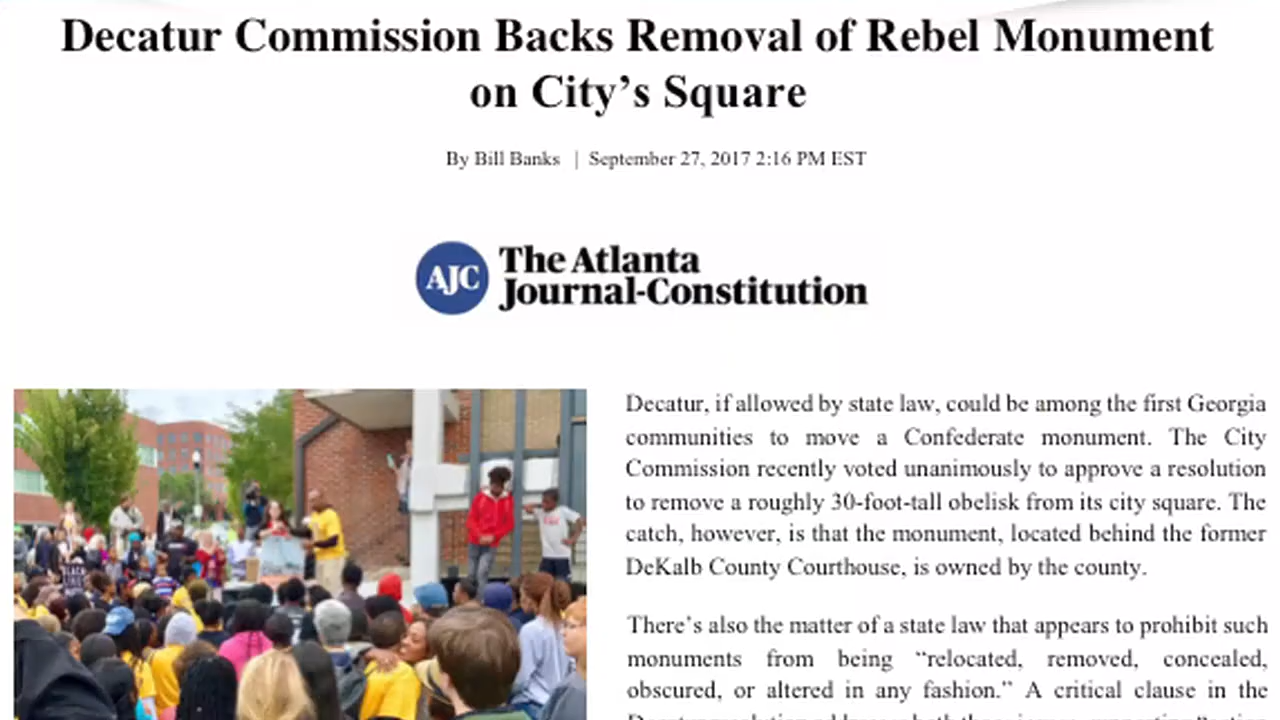 Decatur Commission Backs Removal of Rebel Monument
on City’s Square
By Bill Banks | September 27, 2017 2:16 PM EST
AJC The Atlanta
Journal-Constitution
Decatur, if allowed by state law, could be among the first Georgia
communities to move a Confederate monument. The City
Commission recently voted unanimously to approve a resolution
to remove a roughly 30-foot-tall obelisk from its city square. The
catch, however, is that the monument, located behind the former
DeKalb County Courthouse, is owned by the county.
There’s also the matter of a state law that appears to prohibit such
monuments from being “relocated, removed, concealed,
obscured, or altered in any fashion.” A critical clause in the